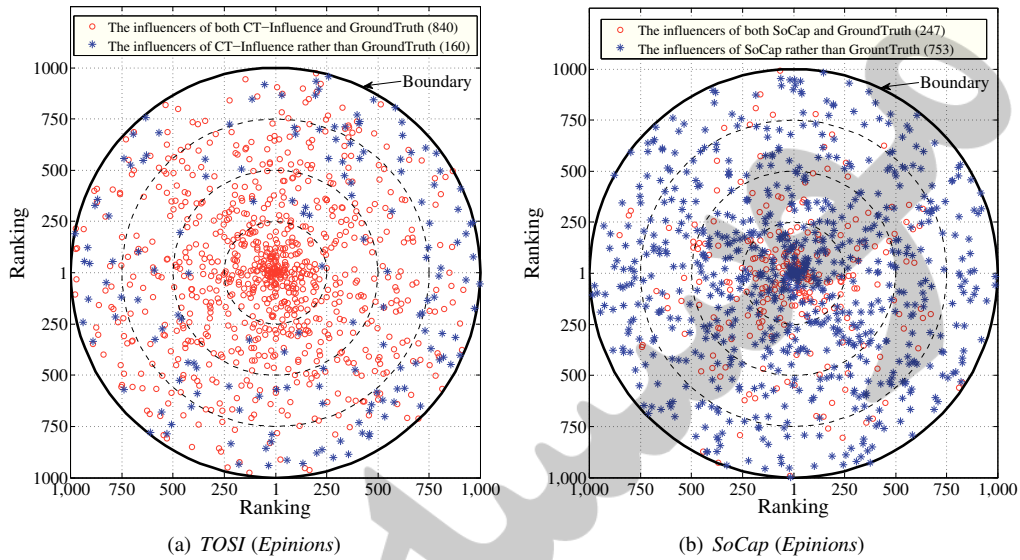 The influencers of both CT−Influence and GroundTruth (840)
The influencers of CT−Influence rather than GroundTruth (160)
Boundary
1000
750
500
250
1
250
500
750
1000
Ranking
1,000 750 500 250 1 250 500 750 1,000
Ranking
(a) TOSI (Epinions)
The influencers of both SoCap and GroundTruth (247)
The influencers of SoCap rather than GrountTruth (753)
Boundary
1000
750
500
250
1
250
500
750
1000
Ranking
1,000 750 500 250 1 250 500 750 1,000
Ranking
(b) SoCap (Epinions)